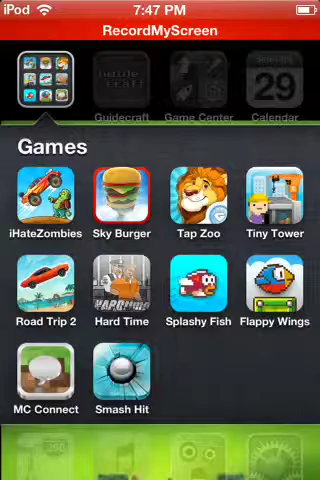 iPod 7:47 PM
RecordMyScreen
Guidecraft Game Center Calendar
29
Games
iHateZombies Sky Burger Tap Zoo Tiny Tower
Road Trip 2 Hard Time Splashy Fish Flappy Wings
MC Connect Smash Hit